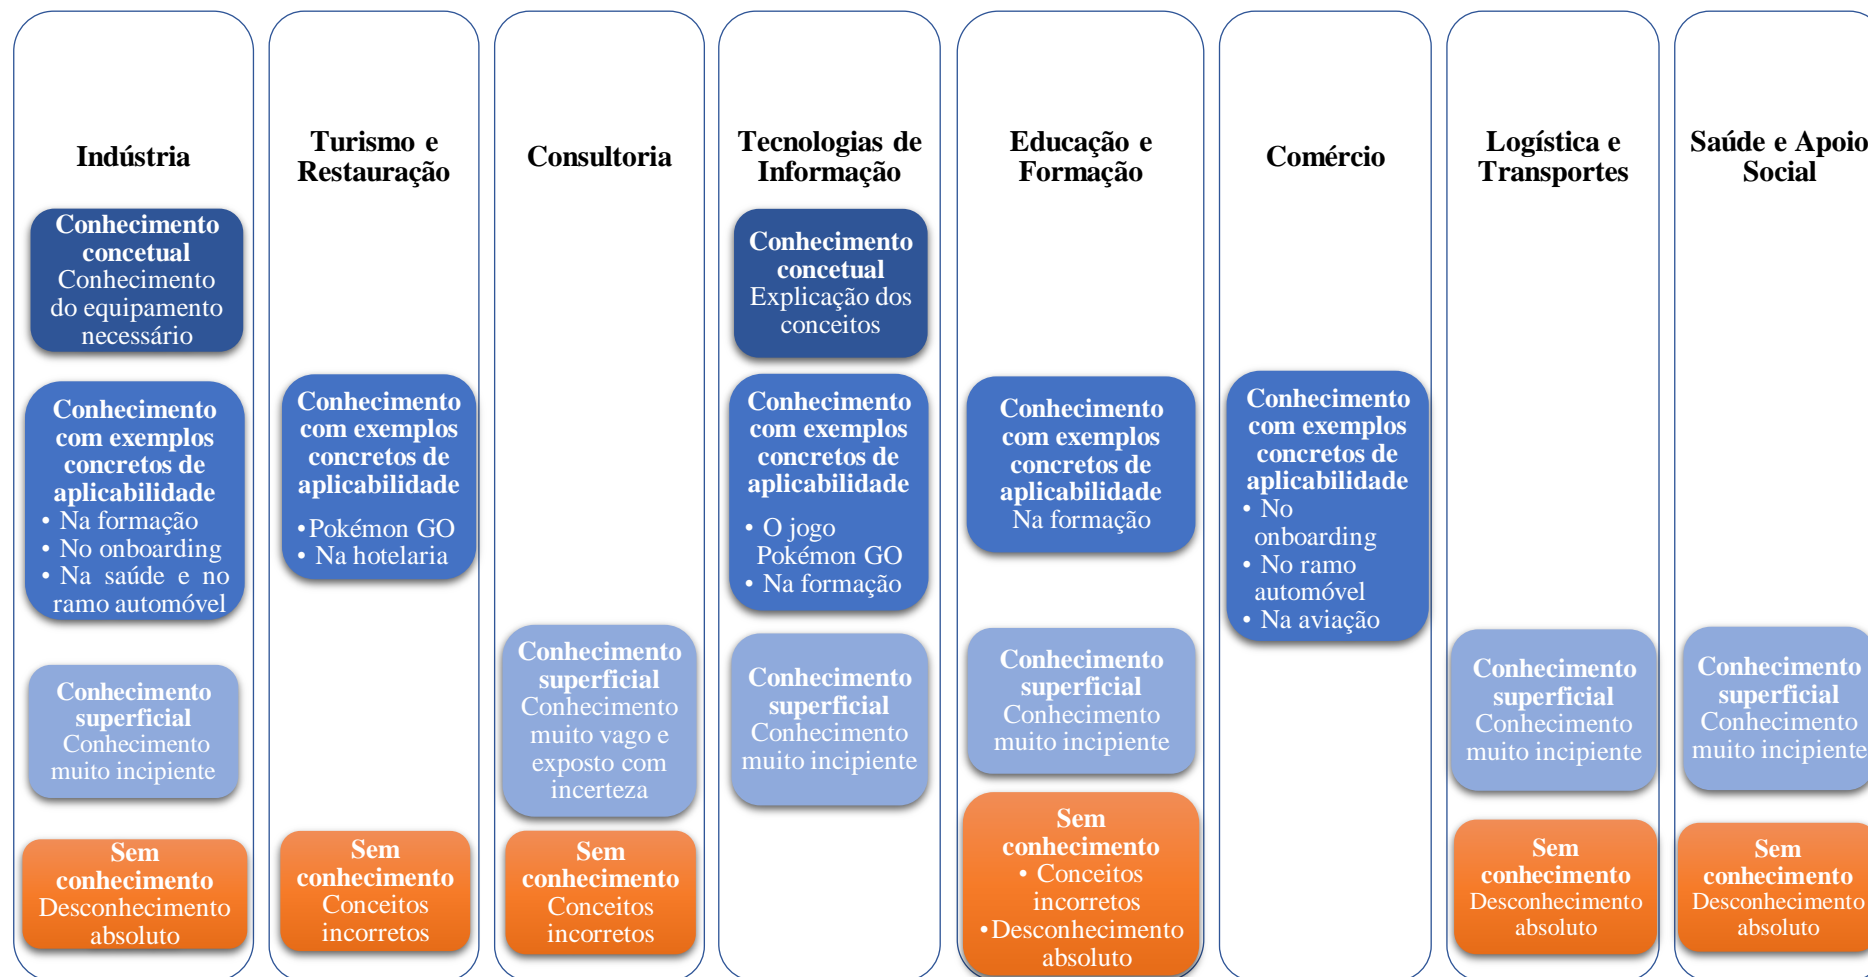 Indústria
Conhecimento
concetual
Conhecimento
do equipamento
necessário
Conhecimento
com exemplos
concretos de
aplicabilidade
• Na formação
• No onboarding
• Na saúde e no
ramo automóvel
Conhecimento
superficial
Conhecimento
muito incipiente
Sem
conhecimento
Desconhecimento
absoluto
Turismo e
Restauração
Conhecimento
com exemplos
concretos de
aplicabilidade
• Pokémon GO
• Na hotelaria
Sem
conhecimento
Conceitos
incorretos
Consultoria
Conhecimento
superficial
Conhecimento
muito vago e
exposto com
incerteza
Sem
conhecimento
Conceitos
incorretos
Tecnologias de
Informação
Conhecimento
concetual
Explicação dos
conceitos
Conhecimento
com exemplos
concretos de
aplicabilidade
• O jogo
Pokémon GO
• Na formação
Conhecimento
superficial
Conhecimento
muito incipiente
Educação e
Formação
Conhecimento
com exemplos
concretos de
aplicabilidade
Na formação
Conhecimento
superficial
Conhecimento
muito incipiente
Sem
conhecimento
• Conceitos
incorretos
• Desconhecimento
absoluto
Comércio
Conhecimento
com exemplos
concretos de
aplicabilidade
• No
onboarding
• No ramo
automóvel
• Na aviação
Logística e
Transportes
Conhecimento
superficial
Conhecimento
muito incipiente
Sem
conhecimento
Desconhecimento
absoluto
Saúde e Apoio
Social
Conhecimento
superficial
Conhecimento
muito incipiente
Sem
conhecimento
Desconhecimento
absoluto